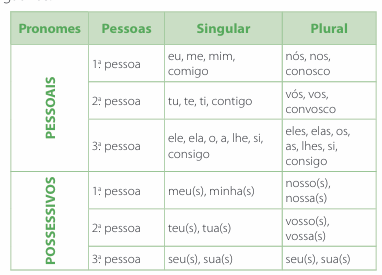 Pronomes Pessoas Singular Plural
PESSOAIS
1ª pessoa
eu, me, mim,
comigo
nós, nos,
conosco
2ª pessoa
tu, te, ti, contigo
vós, vos,
convosco
3ª pessoa
ele, ela, o, a, lhe, si,
consigo
eles, elas, os,
as, lhes, si,
consigo
POSSESSIVOS
1ª pessoa
meu(s), minha(s)
nosso(s),
nossa(s)
2ª pessoa
teu(s), tua(s)
vosso(s),
vossa(s)
3ª pessoa
seu(s), sua(s)
seu(s), sua(s)